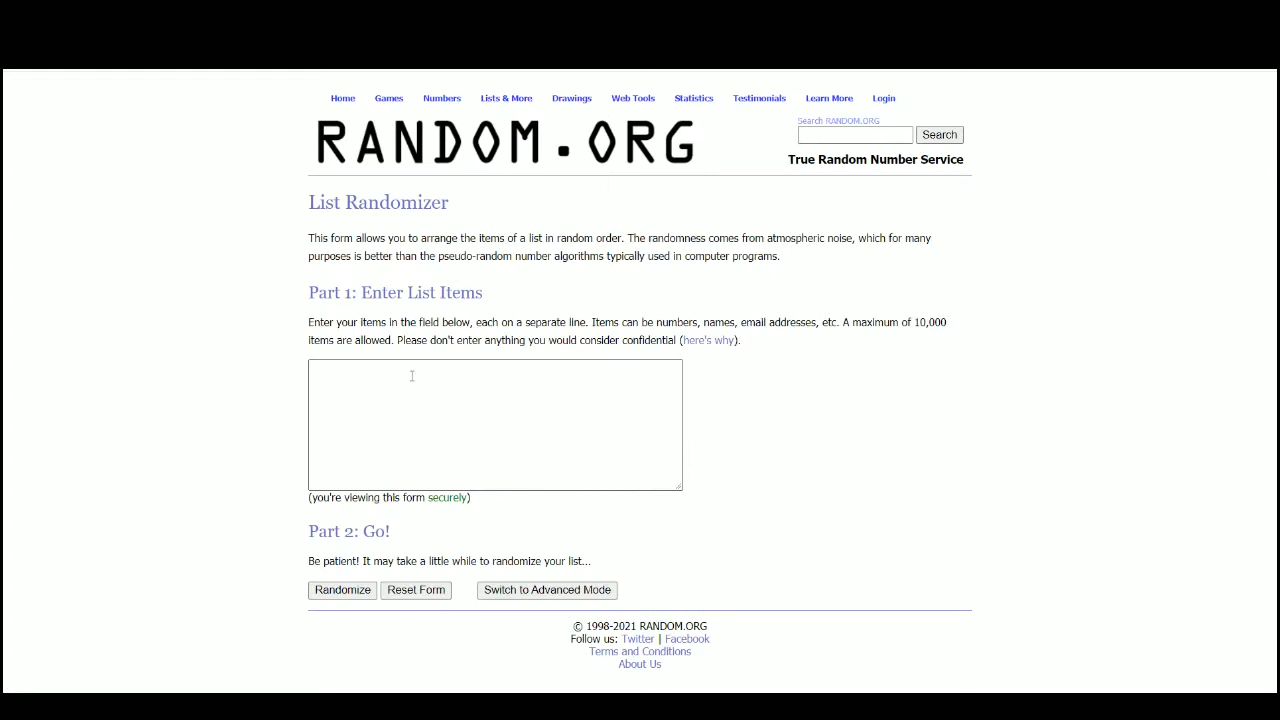 Home Games Numbers Lists & More Drawings Web Tools Statistics Testimonials Learn More Login
Search RANDOM.ORG
RANDOM.ORG
Search
True Random Number Service
List Randomizer
This form allows you to arrange the items of a list in random order. The randomness comes from atmospheric noise, which for many
purposes is better than the pseudo-random number algorithms typically used in computer programs.
Part 1: Enter List Items
Enter your items in the field below, each on a separate line. Items can be numbers, names, email addresses, etc. A maximum of 10,000
items are allowed. Please don't enter anything you would consider confidential (here's why).
(you're viewing this form securely)
Part 2: Go!
Be patient! It may take a little while to randomize your list...
Randomize Reset Form Switch to Advanced Mode
© 1998-2021 RANDOM.ORG
Follow us: Twitter | Facebook
Terms and Conditions
About Us